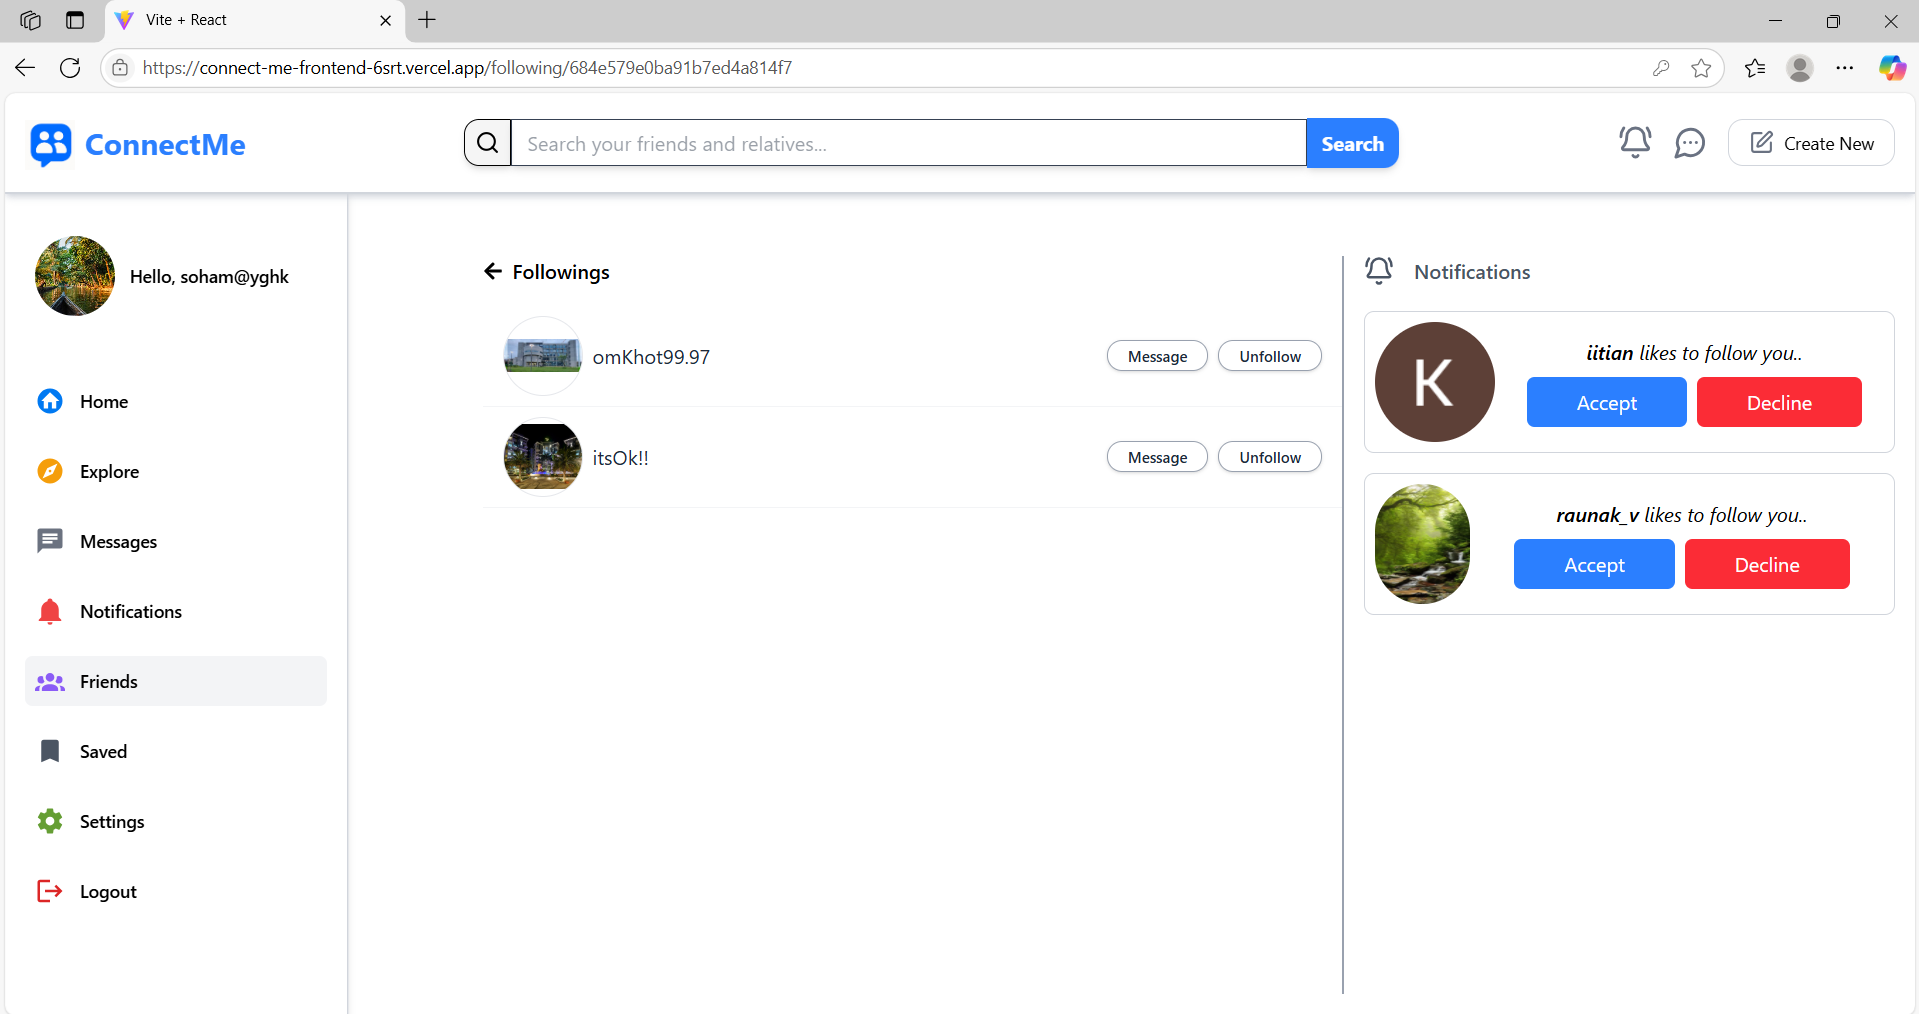 Vite + React
https://connect-me-frontend-6srt.vercel.app/following/684e579e0ba91b7ed4a814f7
ConnectMe
Search your friends and relatives...
Search
Create New
Hello, soham@yghk
Home
Explore
Messages
Notifications
Friends
Saved
Settings
Logout
Followings
omKhot99.97
Message
Unfollow
itsOk!!
Message
Unfollow
Notifications
K
iitian likes to follow you..
Accept
Decline
raunak_v likes to follow you..
Accept
Decline